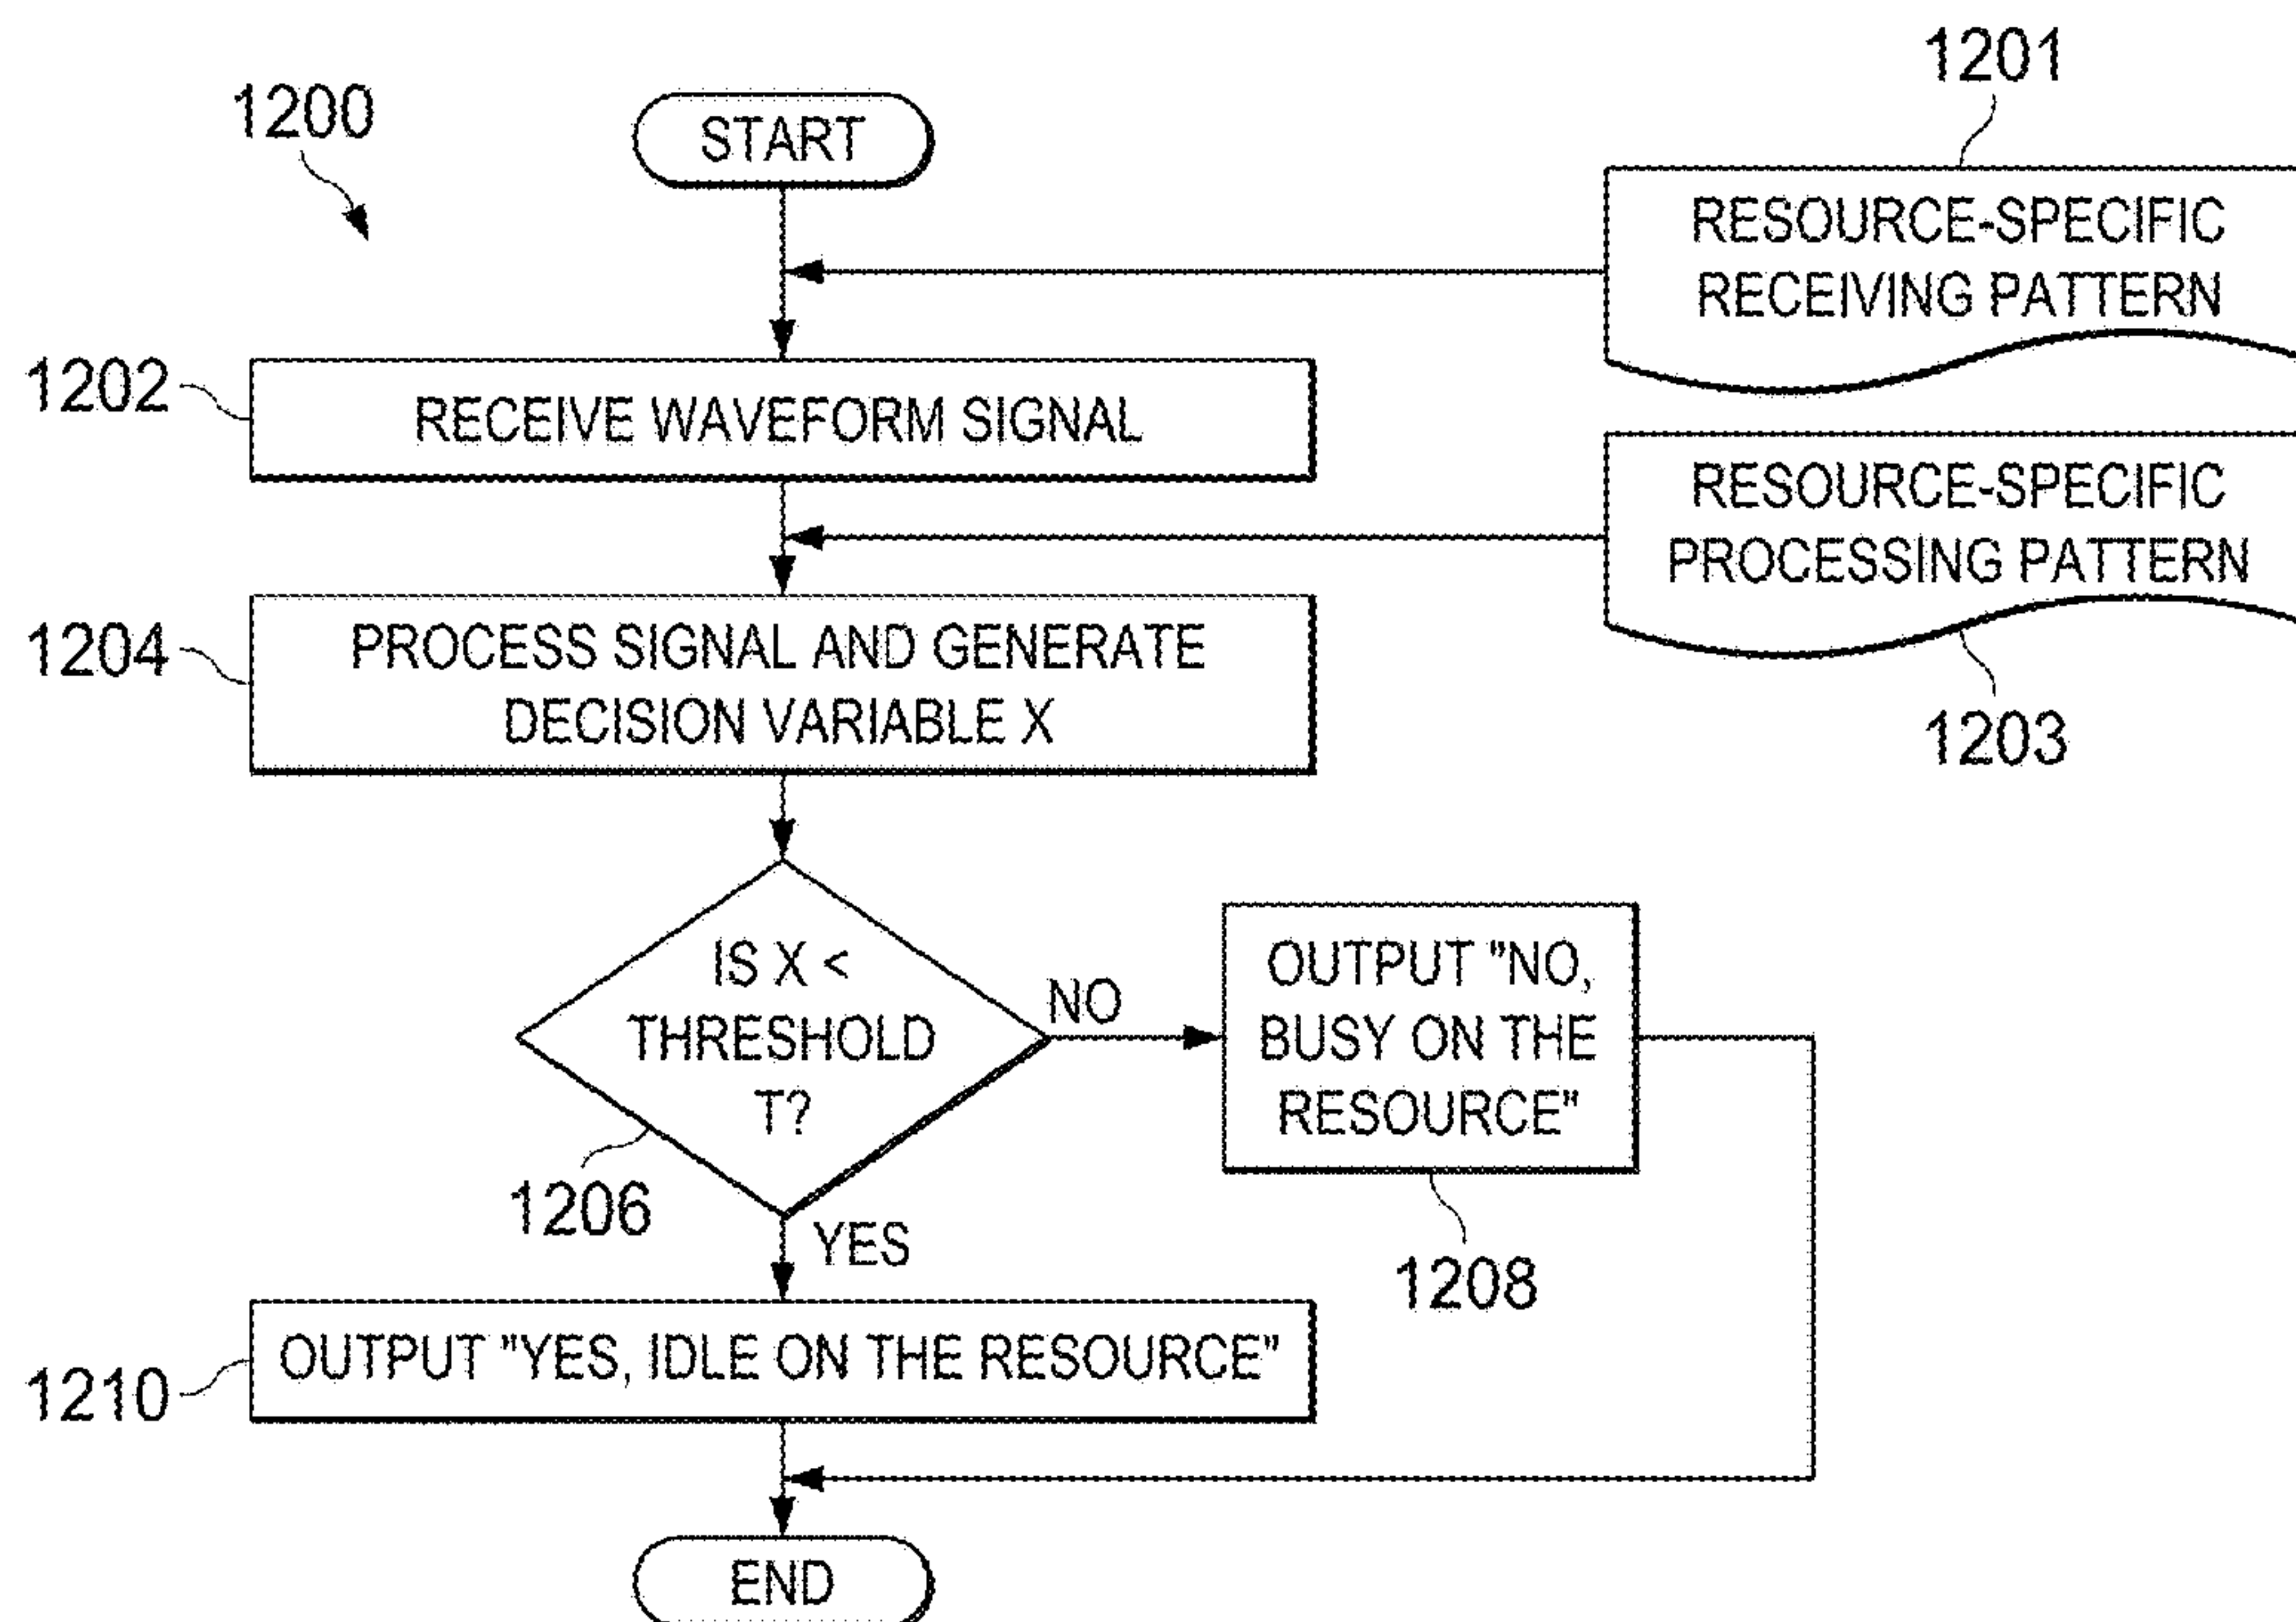 1200
START
1201
RESOURCE-SPECIFIC
RECEIVING PATTERN
1202
RECEIVE WAVEFORM SIGNAL
RESOURCE-SPECIFIC
PROCESSING PATTERN
1203
1204
PROCESS SIGNAL AND GENERATE
DECISION VARIABLE X
IS X <
THRESHOLD
T?
1206
NO
OUTPUT "NO,
BUSY ON THE
RESOURCE"
1208
YES
1210
OUTPUT "YES, IDLE ON THE RESOURCE"
END